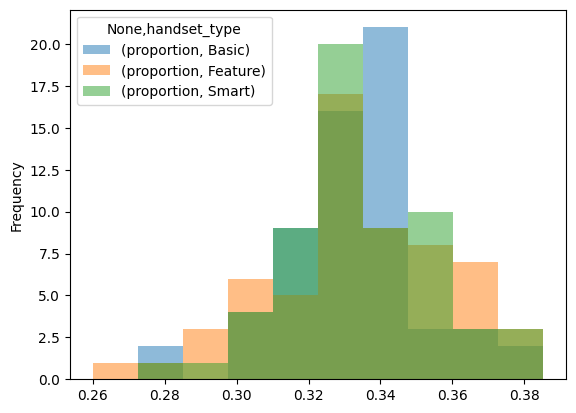 None,handset_type
(proportion, Basic)
(proportion, Feature)
(proportion, Smart)
Frequency
20.0
17.5
15.0
12.5
10.0
7.5
5.0
2.5
0.0
0.26 0.28 0.30 0.32 0.34 0.36 0.38